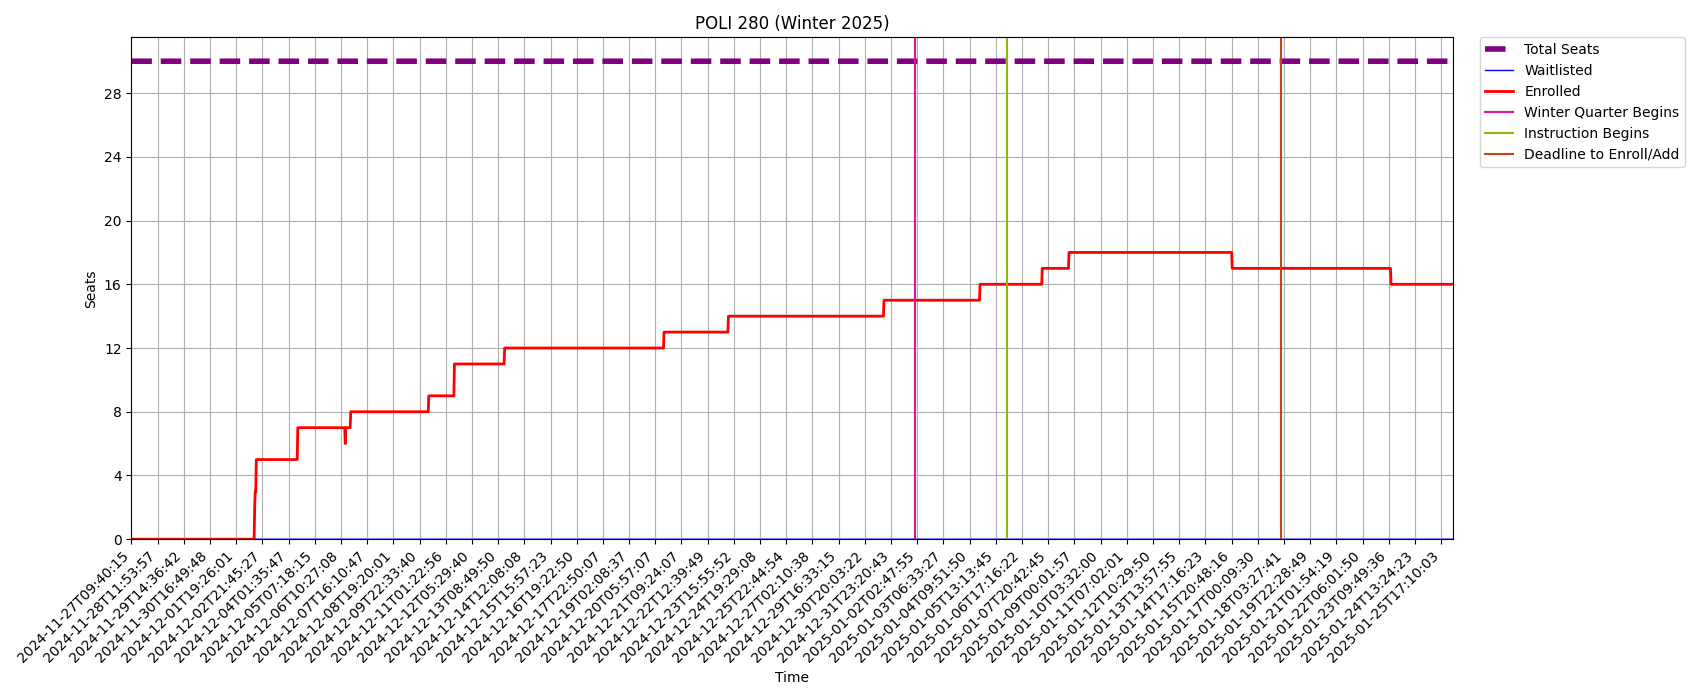 POLI 280 (Winter 2025)
Total Seats
Waitlisted
Enrolled
Winter Quarter Begins
Instruction Begins
Deadline to Enroll/Add
Seats
28
24
20
16
12
8
4
0
2024-11-27T09:40:15
2024-11-28T11:53:57
2024-11-29T14:36:42
2024-11-30T16:49:48
2024-12-01T19:26:01
2024-12-02T21:45:27
2024-12-04T01:35:47
2024-12-05T07:18:15
2024-12-06T10:27:08
2024-12-07T16:10:47
2024-12-08T19:20:01
2024-12-09T22:33:40
2024-12-11T01:22:56
2024-12-12T05:29:40
2024-12-13T08:49:50
2024-12-14T12:08:08
2024-12-15T15:57:23
2024-12-16T19:22:50
2024-12-17T22:50:07
2024-12-19T02:08:37
2024-12-20T05:57:07
2024-12-21T09:24:07
2024-12-22T12:39:49
2024-12-23T15:55:52
2024-12-24T19:29:08
2024-12-25T22:44:54
2024-12-27T02:10:38
2024-12-29T16:33:15
2024-12-30T20:03:22
2024-12-31T23:20:43
2025-01-02T02:47:55
2025-01-03T06:33:27
2025-01-04T09:51:50
2025-01-05T13:13:45
2025-01-06T17:16:22
2025-01-07T20:42:45
2025-01-09T00:01:57
2025-01-10T03:32:00
2025-01-11T07:02:01
2025-01-12T10:29:50
2025-01-13T13:57:55
2025-01-14T17:16:23
2025-01-15T20:48:16
2025-01-17T00:09:30
2025-01-18T03:27:41
2025-01-19T22:28:49
2025-01-21T01:54:19
2025-01-22T06:01:50
2025-01-23T09:49:36
2025-01-24T13:24:23
2025-01-25T17:10:03
Time